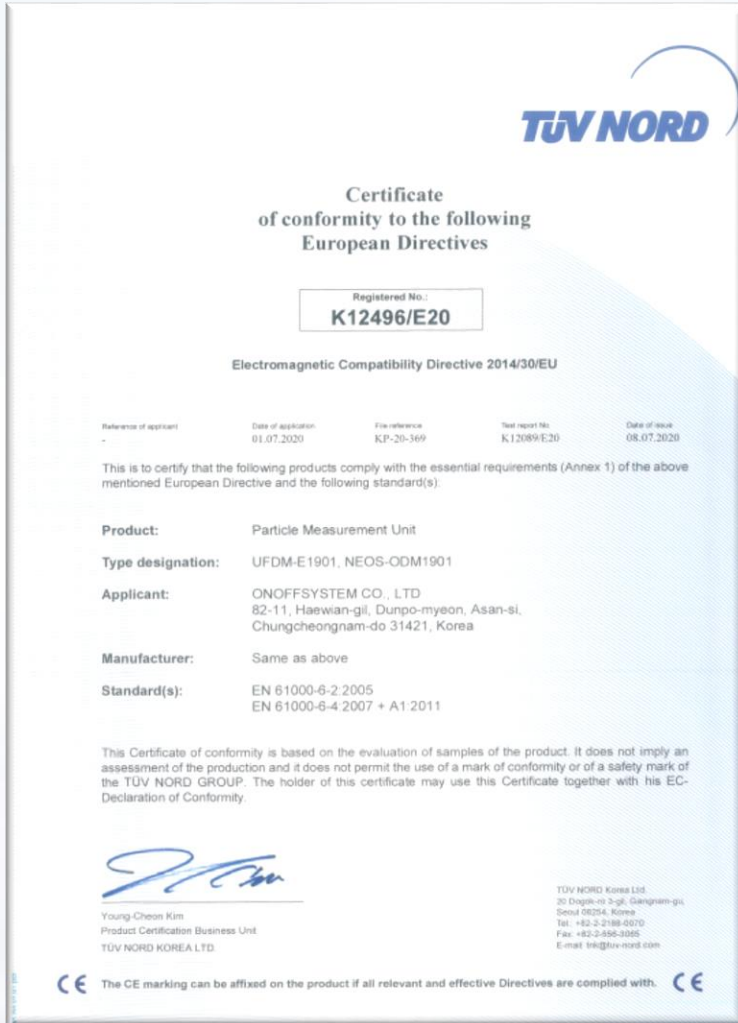 TÜV NORD
Certificate
of conformity to the following
European Directives
Registered No.:
K12496/E20
Electromagnetic Compatibility Directive 2014/30/EU
Reference of applicant
-
Date of application
01.07.2020
File reference
KP-20-369
Test report No.
K12089/E20
Date of issue
08.07.2020
This is to certify that the following products comply with the essential requirements (Annex 1) of the above
mentioned European Directive and the following standard(s):
Product: Particle Measurement Unit
Type designation: UFDM-E1901, NEOS-ODM1901
Applicant: ONOFFSYSTEM CO., LTD
82-11, Haewian-gil, Dunpo-myeon, Asan-si,
Chungcheongnam-do 31421, Korea
Manufacturer: Same as above
Standard(s): EN 61000-6-2:2005
EN 61000-6-4:2007 + A1:2011
This Certificate of conformity is based on the evaluation of samples of the product. It does not imply an
assessment of the production and it does not permit the use of a mark of conformity or of a safety mark of
the TÜV NORD GROUP. The holder of this certificate may use this Certificate together with his EC-
Declaration of Conformity.
Young-Cheon Kim
Product Certification Business Unit
TÜV NORD KOREA LTD.
TÜV NORD Korea Ltd.
20 Dogok-ro 3-gil, Gangnam-gu,
Seoul 06254, Korea
Tel.: +82-2-2188-0070
Fax: +82-2-556-3065
E-mail: tnk@tuv-nord.com
CE The CE marking can be affixed on the product if all relevant and effective Directives are complied with. CE